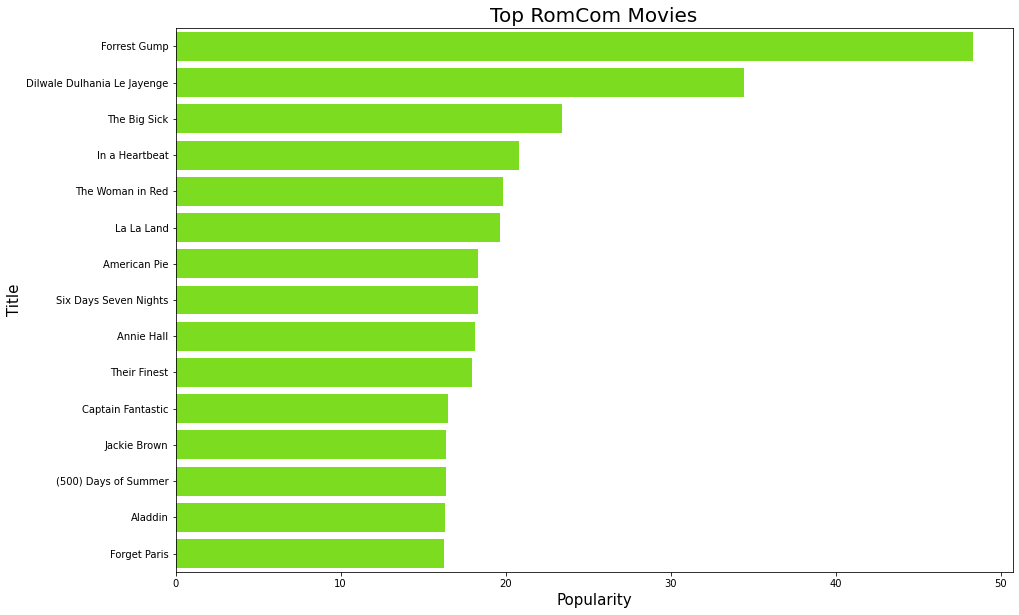 Top RomCom Movies
Title
Forrest Gump
Dilwale Dulhania Le Jayenge
The Big Sick
In a Heartbeat
The Woman in Red
La La Land
American Pie
Six Days Seven Nights
Annie Hall
Their Finest
Captain Fantastic
Jackie Brown
(500) Days of Summer
Aladdin
Forget Paris
0 10 20 30 40 50
Popularity